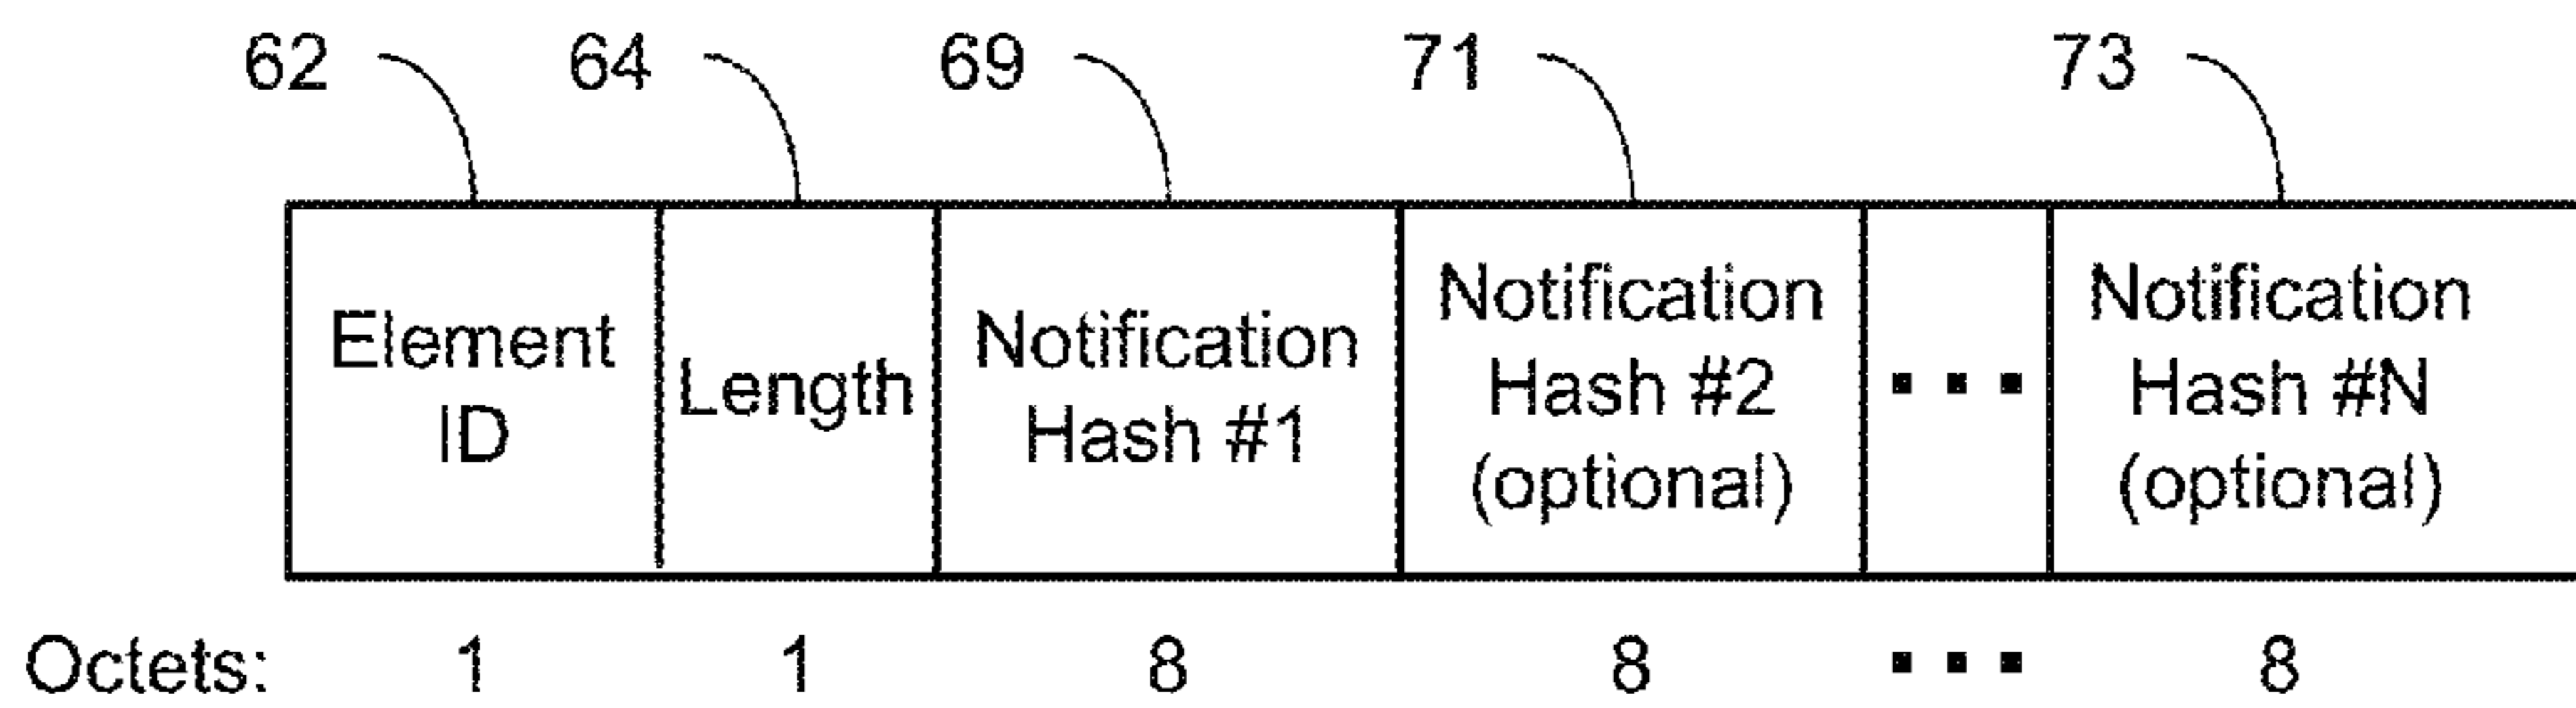 62 64 69 71 73
Element
ID
Length
Notification
Hash #1
Notification
Hash #2
(optional)
...
Notification
Hash #N
(optional)
Octets: 1 1 8 8 ... 8